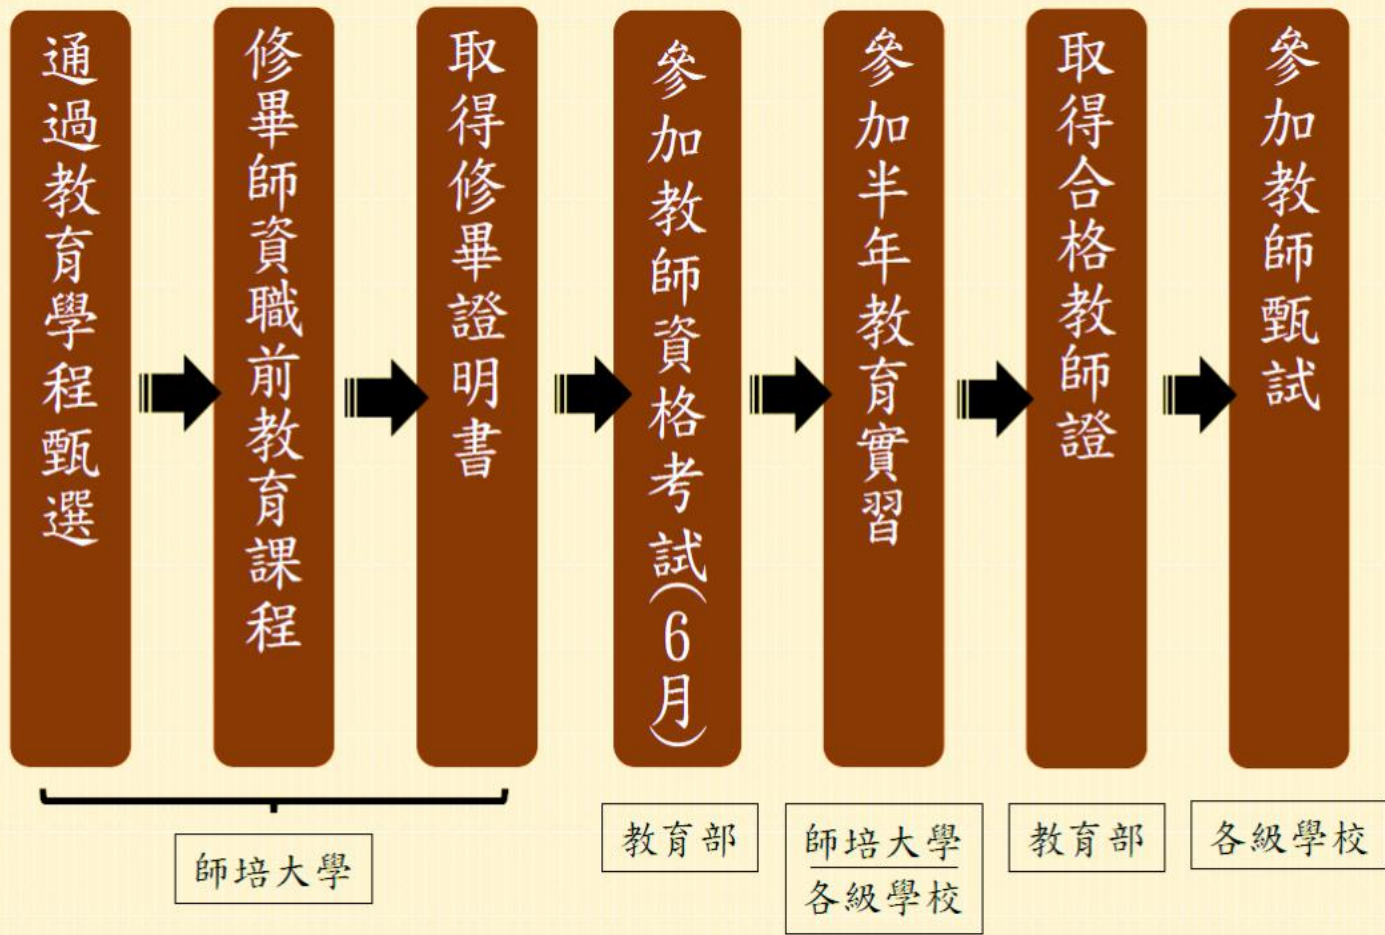 通過教育學程甄選
修畢師資職前教育課程
取得修畢證明書
參加教師資格考試(6月)
參加半年教育實習
取得合格教師證
參加教師甄試
師培大學
教育部
師培大學
各級學校
教育部
各級學校